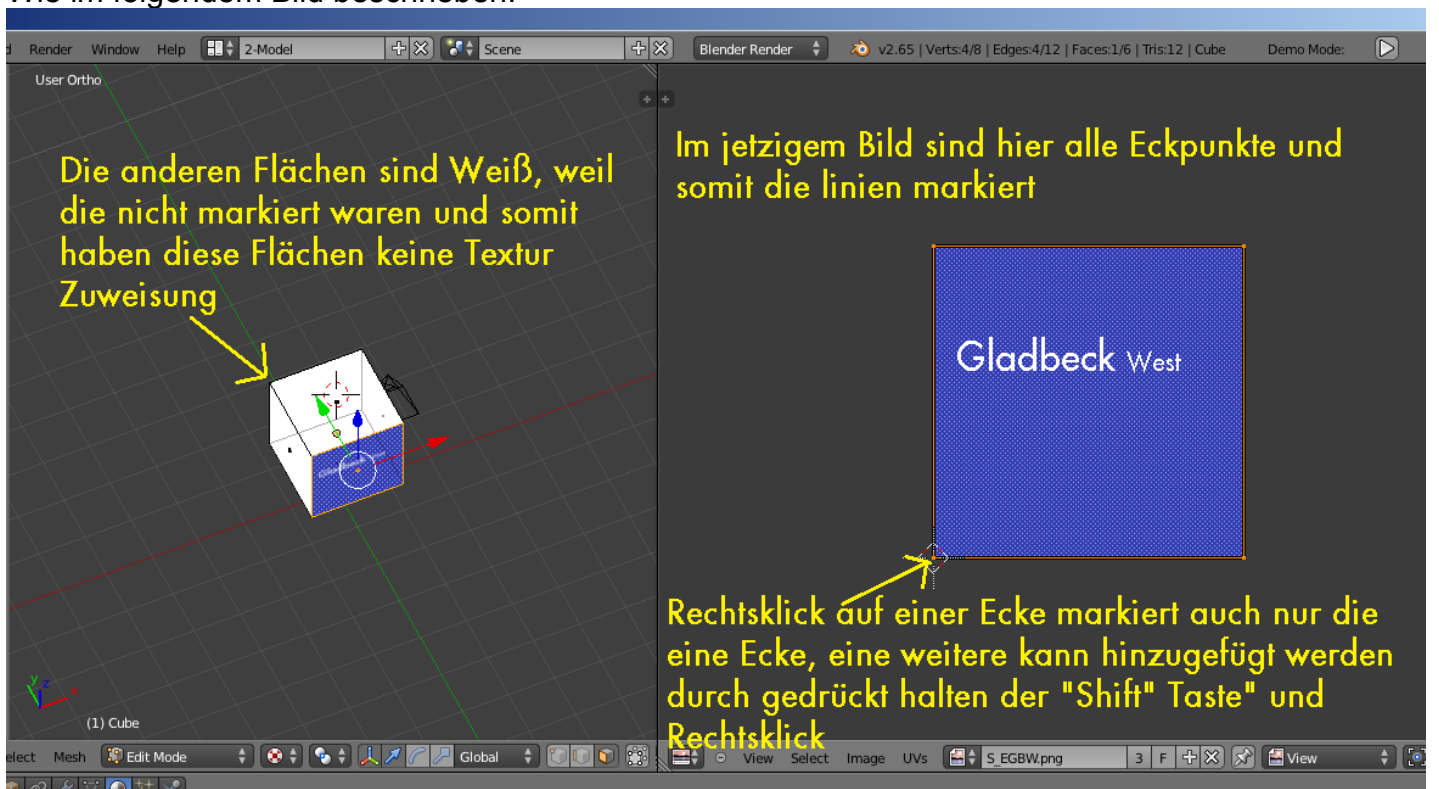 Render Window Help 2-Model Scene Blender Render v2.65 | Verts:4/8 | Edges:4/12 | Faces:1/6 | Tris:12 | Cube Demo Mode:
User Ortho
Die anderen Flächen sind Weiß, weil
die nicht markiert waren und somit
haben diese Flächen keine Textur
Zuweisung
Im jetzigem Bild sind hier alle Eckpunkte und
somit die linien markiert
Gladbeck West
Gladbeck
Rechtsklick auf einer Ecke markiert auch nur die
eine Ecke, eine weitere kann hinzugefügt werden
durch gedrückt halten der "Shift" Taste" und
Rechtsklick
y z x
(1) Cube
elect Mesh Edit Mode Global
View Select Image UVs S_EGBW.png 3 F View